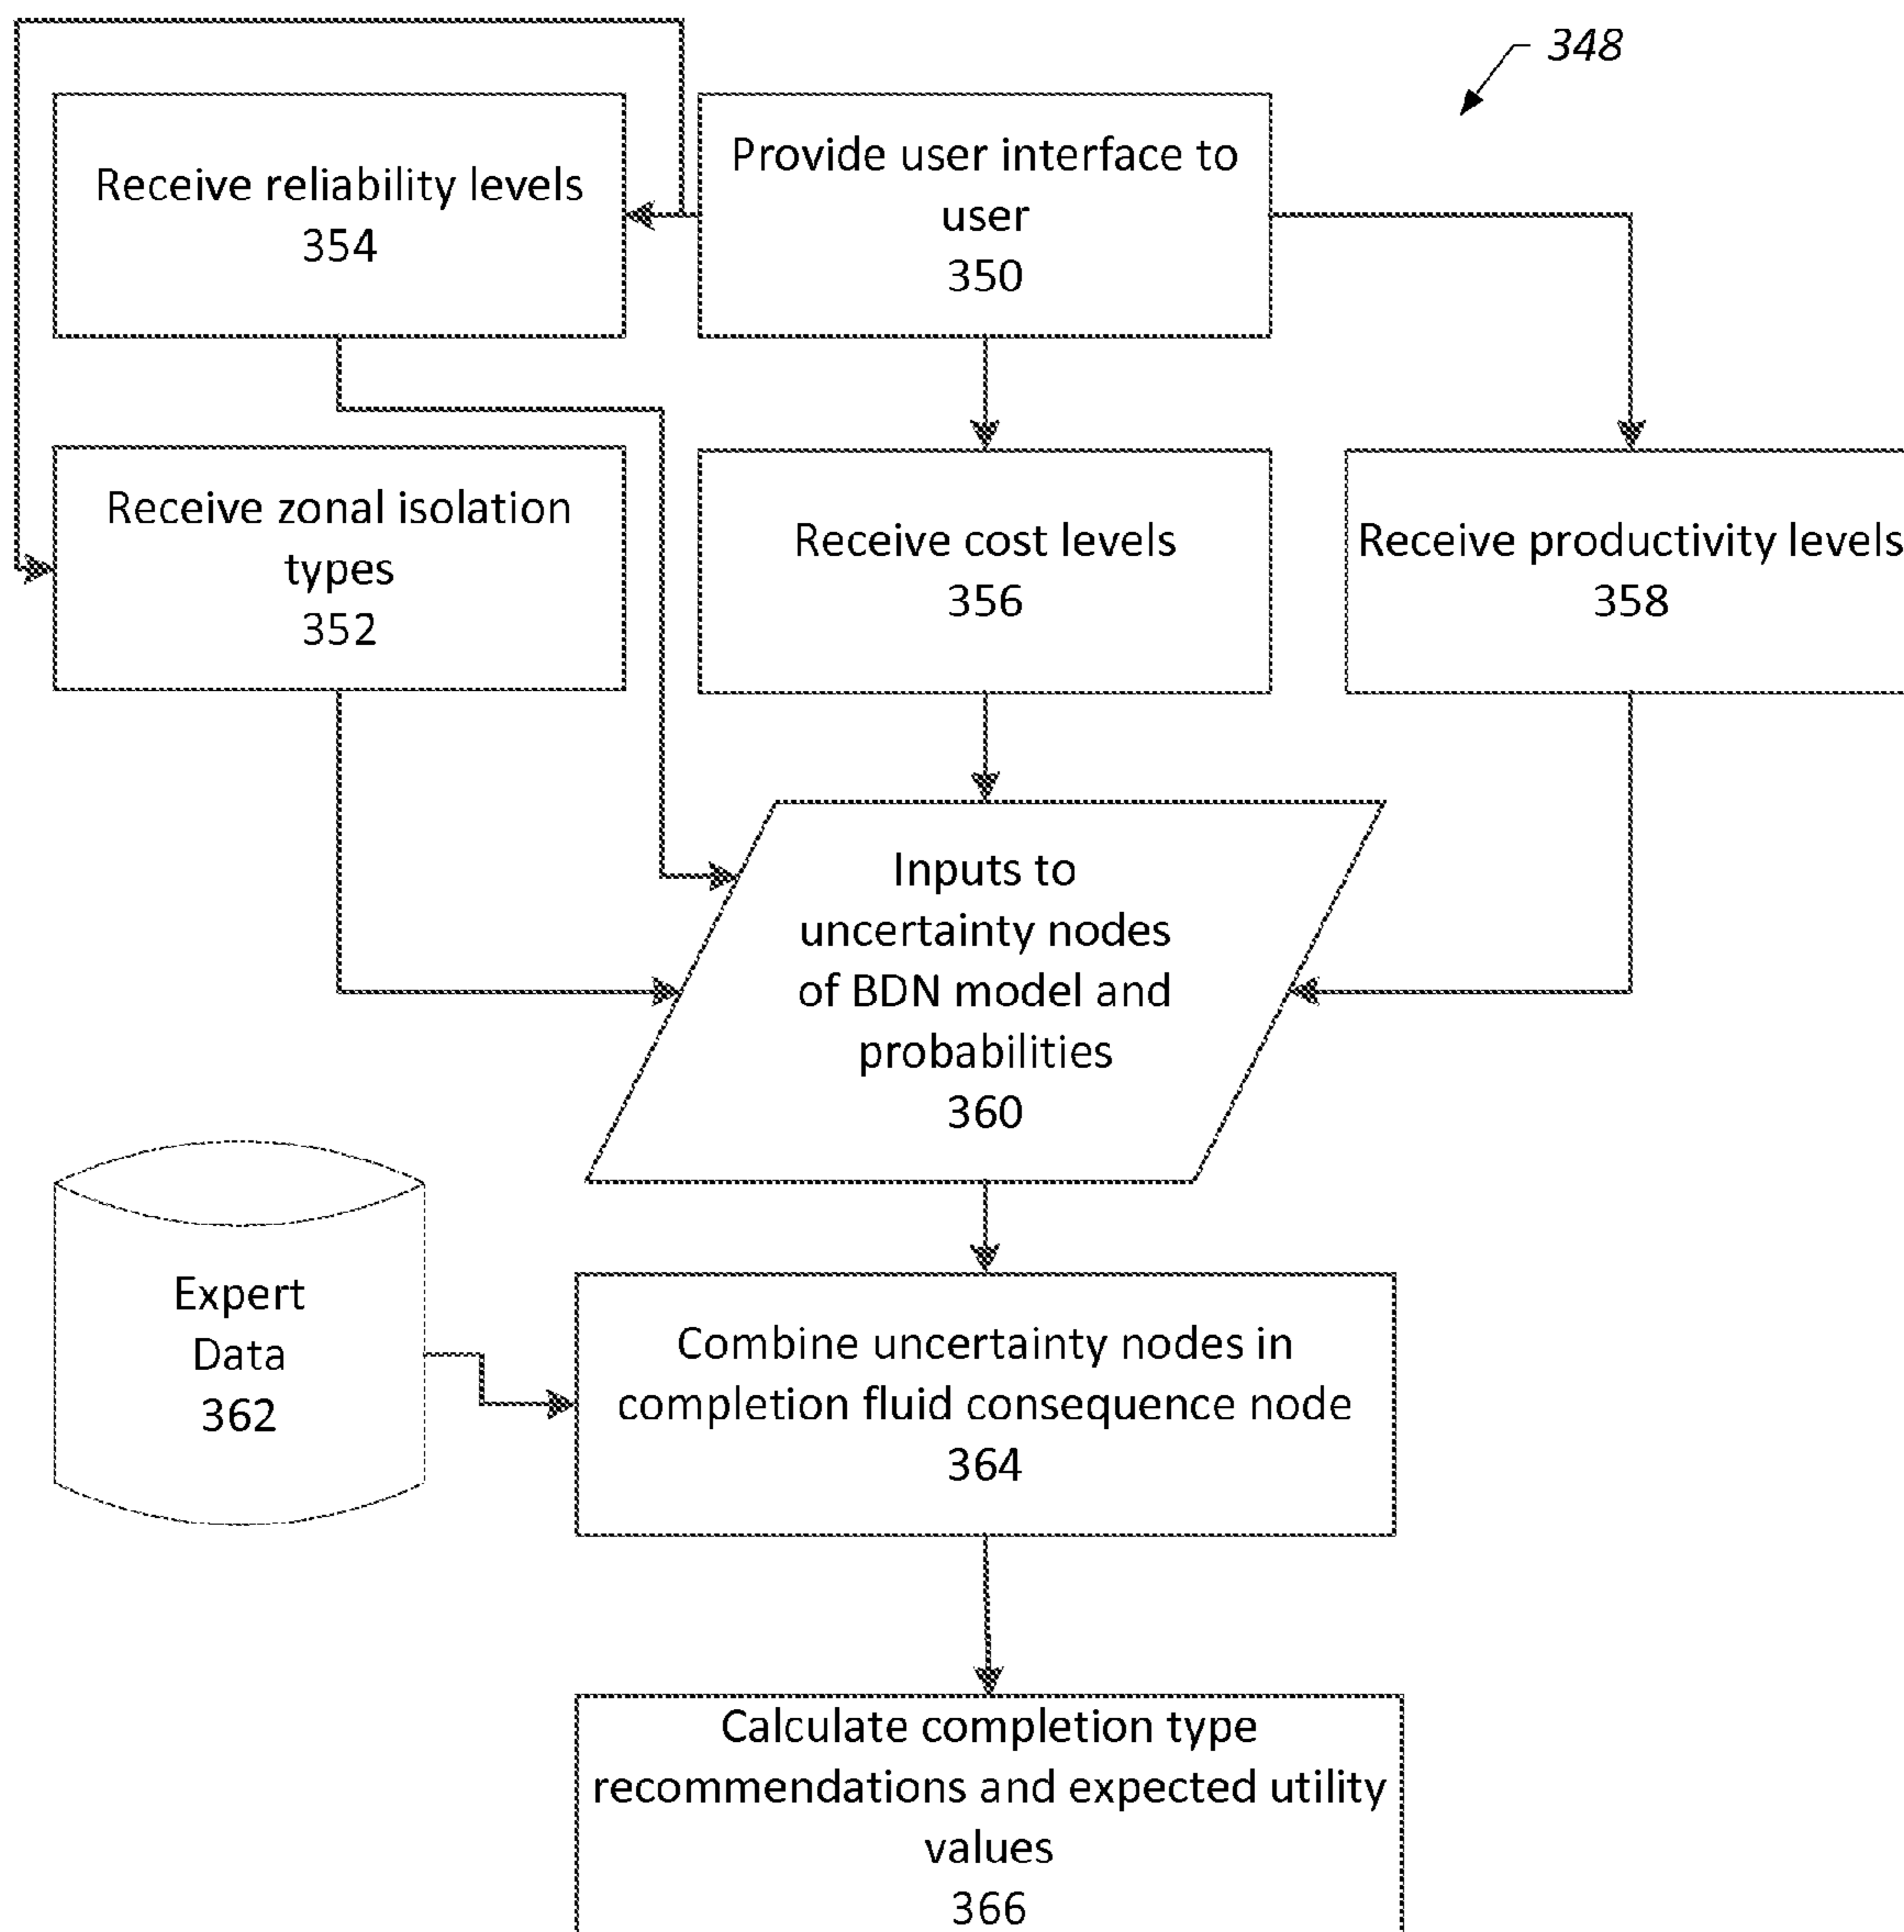 348
Receive reliability levels
354
Provide user interface to
user
350
Receive zonal isolation
types
352
Receive cost levels
356
Receive productivity levels
358
Inputs to
uncertainty nodes
of BDN model and
probabilities
360
Expert
Data
362
Combine uncertainty nodes in
completion fluid consequence node
364
Calculate completion type
recommendations and expected utility
values
366